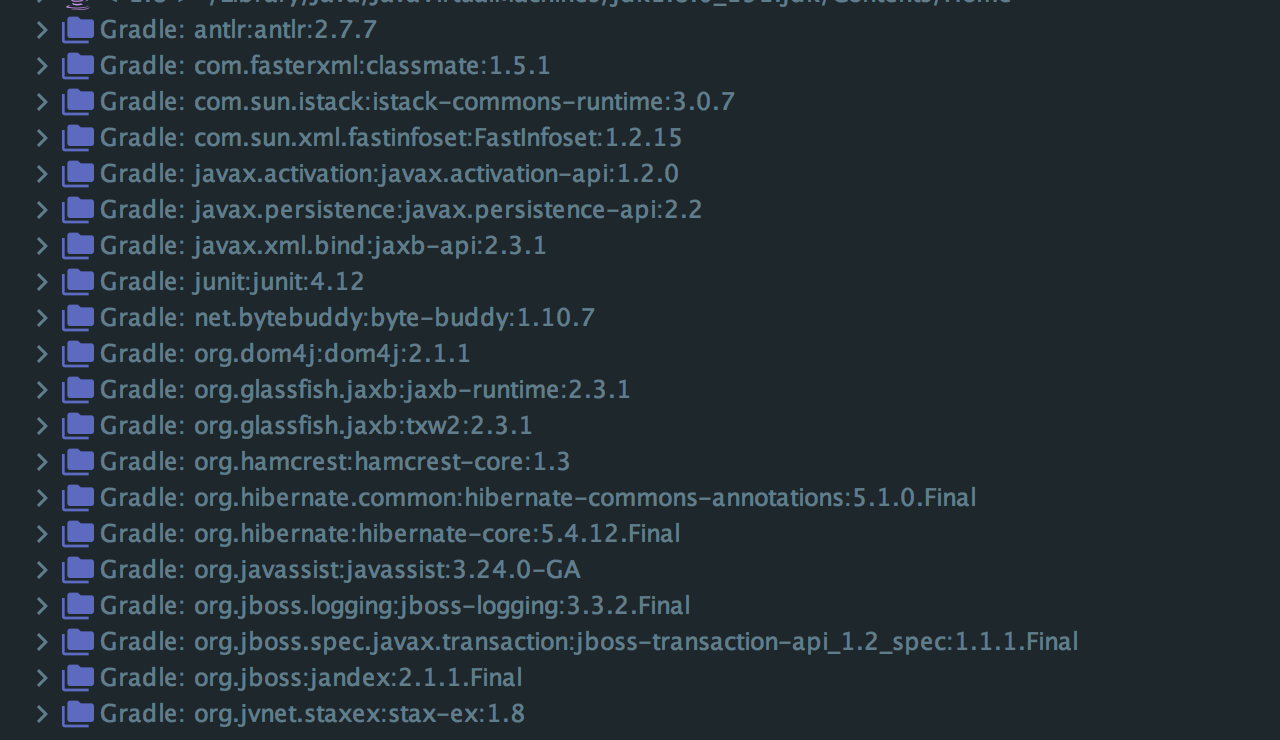 Gradle: antlr:antlr:2.7.7
Gradle: com.fasterxml:classmate:1.5.1
Gradle: com.sun.istack:istack-commons-runtime:3.0.7
Gradle: com.sun.xml.fastinfoset:FastInfoset:1.2.15
Gradle: javax.activation:javax.activation-api:1.2.0
Gradle: javax.persistence:javax.persistence-api:2.2
Gradle: javax.xml.bind:jaxb-api:2.3.1
Gradle: junit:junit:4.12
Gradle: net.bytebuddy:byte-buddy:1.10.7
Gradle: org.dom4j:dom4j:2.1.1
Gradle: org.glassfish.jaxb:jaxb-runtime:2.3.1
Gradle: org.glassfish.jaxb:txw2:2.3.1
Gradle: org.hamcrest:hamcrest-core:1.3
Gradle: org.hibernate.common:hibernate-commons-annotations:5.1.0.Final
Gradle: org.hibernate:hibernate-core:5.4.12.Final
Gradle: org.javassist:javassist:3.24.0-GA
Gradle: org.jboss.logging:jboss-logging:3.3.2.Final
Gradle: org.jboss.spec.javax.transaction:jboss-transaction-api_1.2_spec:1.1.1.Final
Gradle: org.jboss:jandex:2.1.1.Final
Gradle: org.jvnet.staxex:stax-ex:1.8